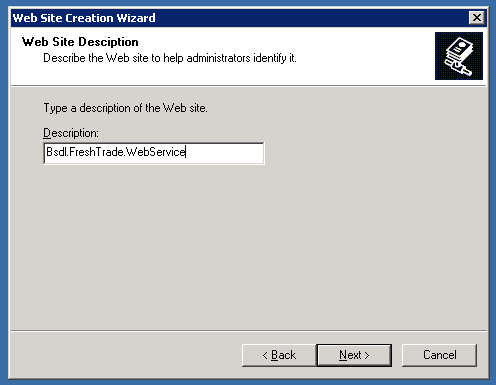 Web Site Creation Wizard
Web Site Desciption
Describe the Web site to help administrators identify it.
Type a description of the Web site.
Description:
Bsdl.FreshTrade.WebService
< Back
Next >
Cancel